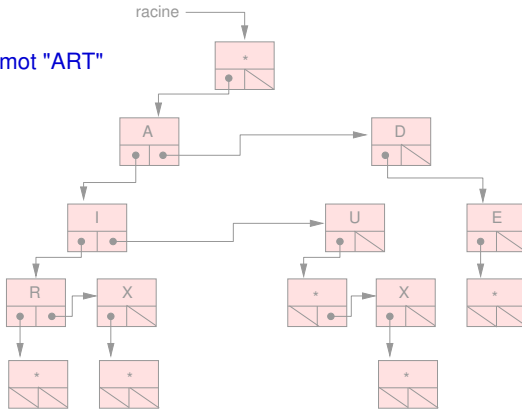 racine
mot "ART"
*
A D
I U E
R X * X *
* * *